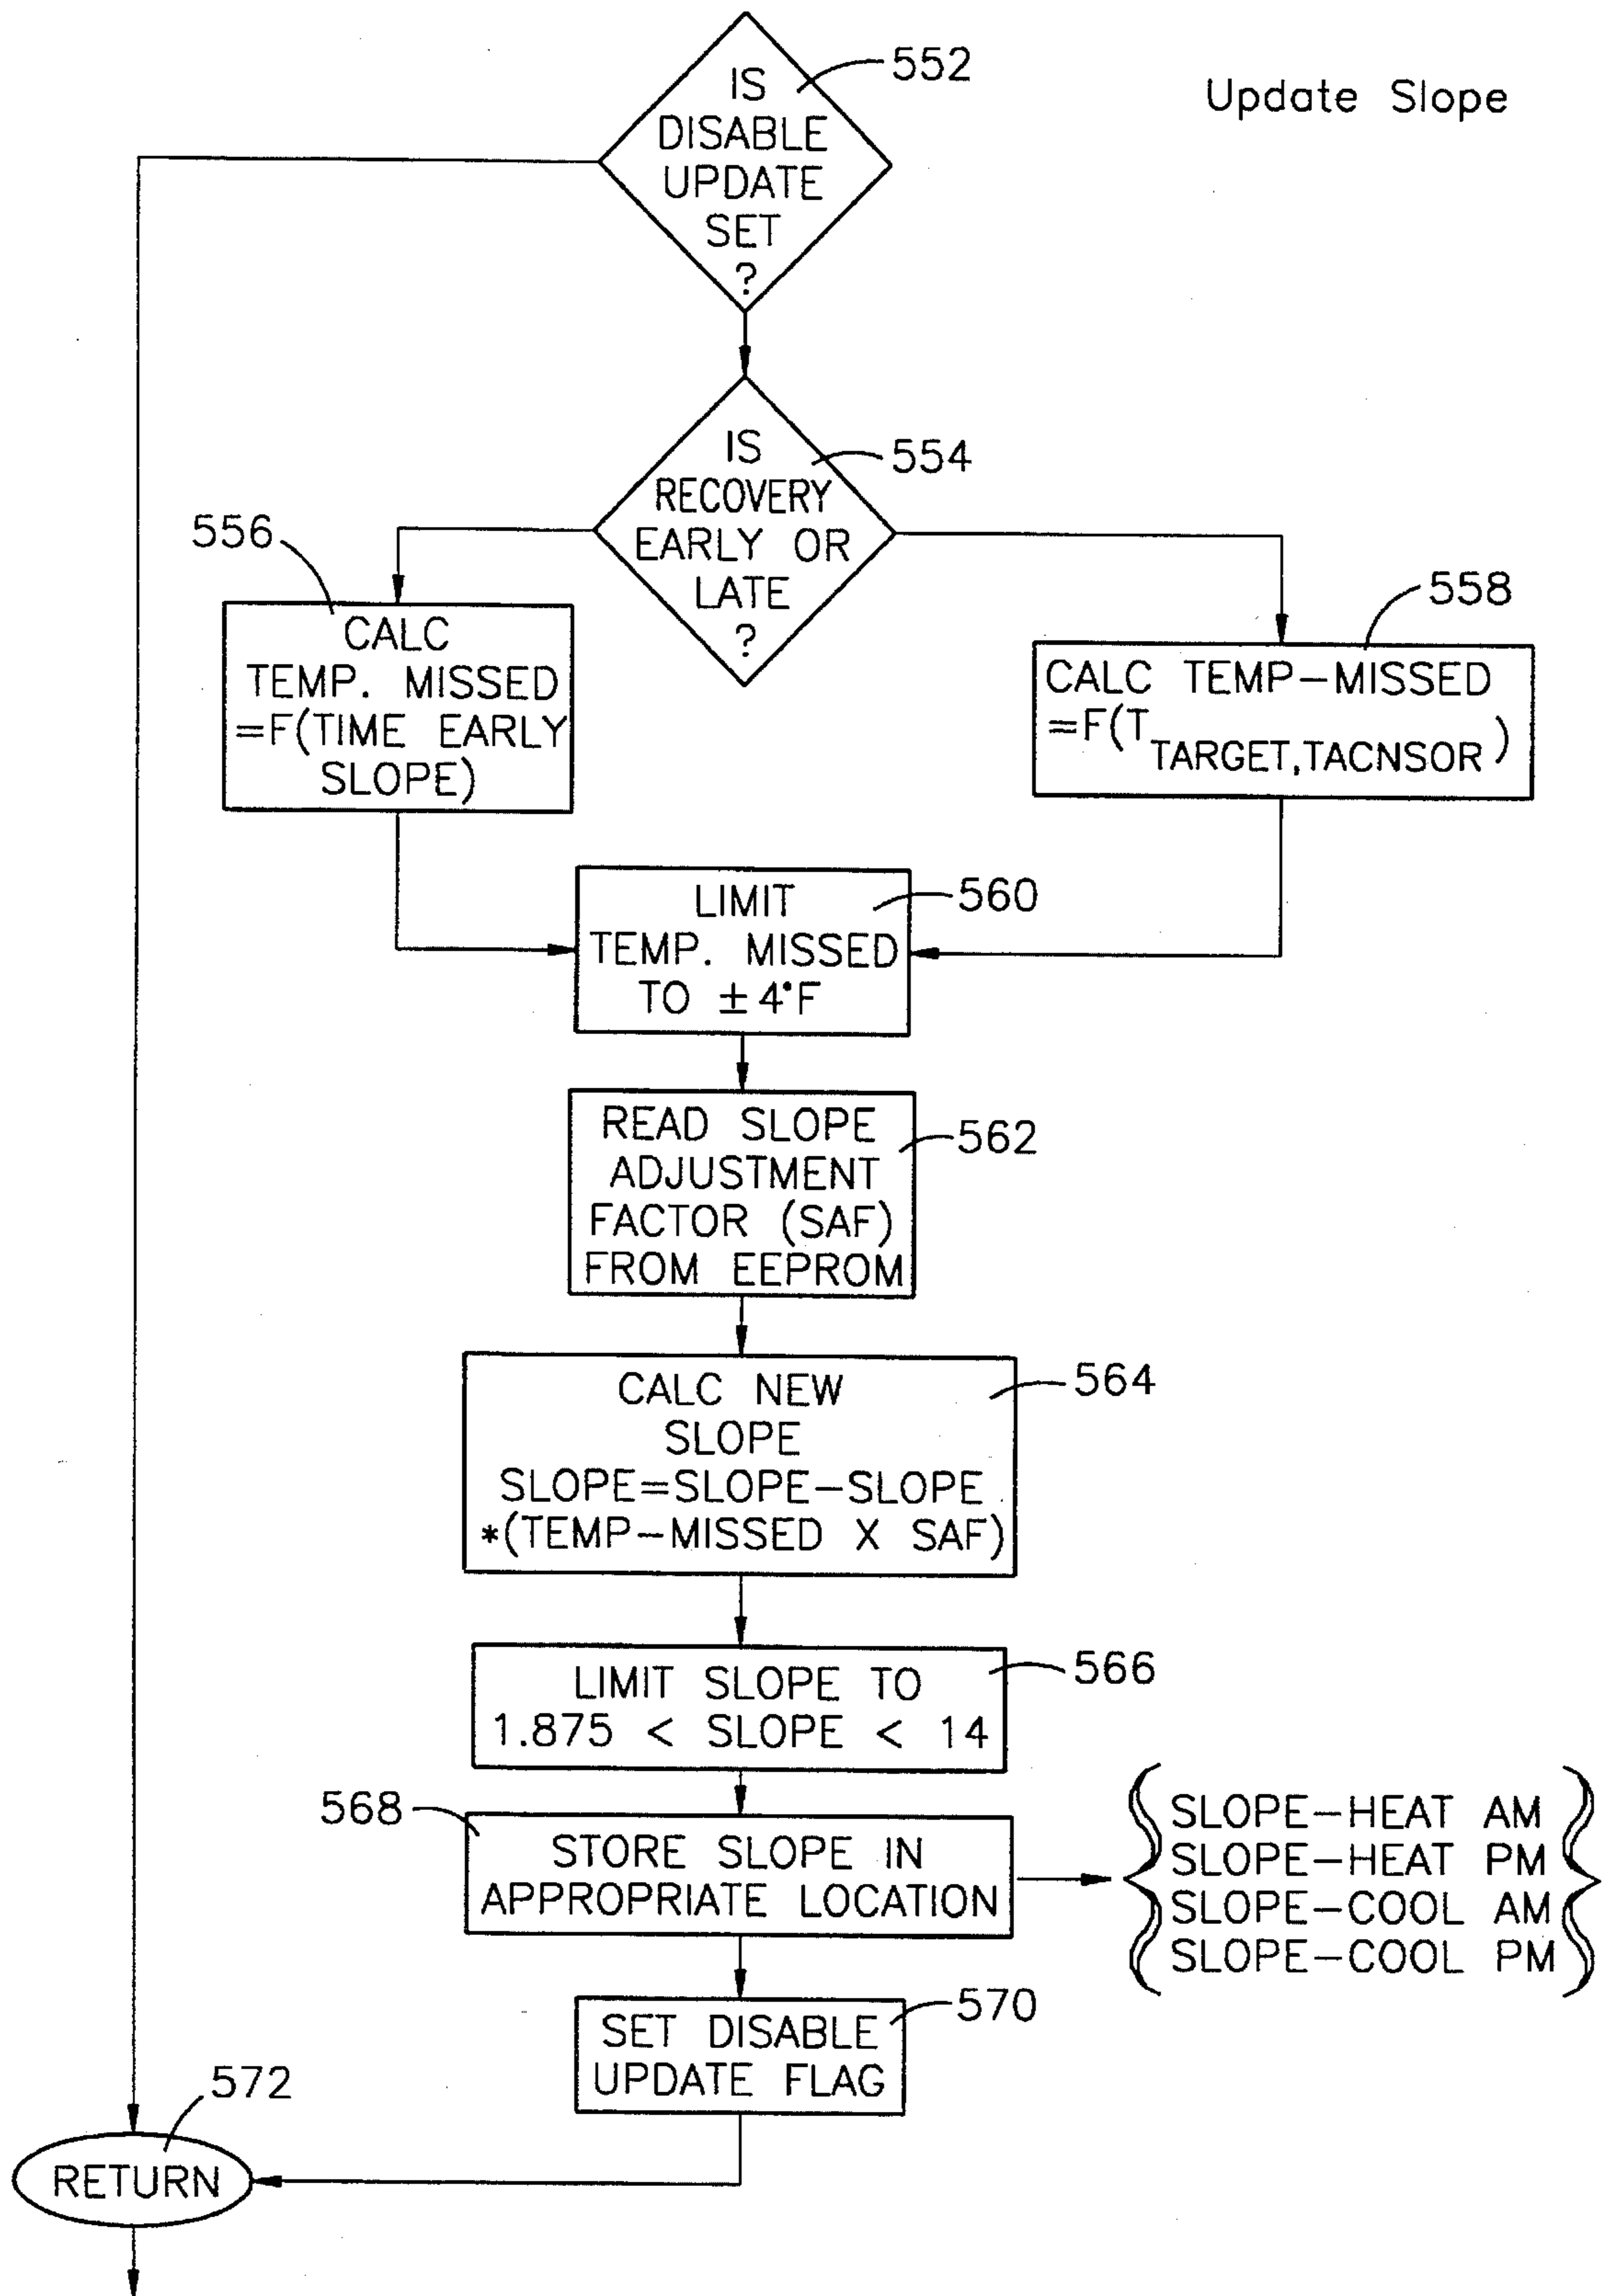 Update Slope
552
IS
DISABLE
UPDATE
SET
?
554
IS
RECOVERY
EARLY OR
LATE
?
556
CALC
TEMP. MISSED
=F(TIME EARLY
SLOPE)
558
CALC TEMP-MISSED
=F(T TARGET,TACNSOR )
560
LIMIT
TEMP. MISSED
TO ±4°F
562
READ SLOPE
ADJUSTMENT
FACTOR (SAF)
FROM EEPROM
564
CALC NEW
SLOPE
SLOPE=SLOPE-SLOPE
*(TEMP-MISSED X SAF)
566
LIMIT SLOPE TO
1.875 < SLOPE < 14
568
STORE SLOPE IN
APPROPRIATE LOCATION
SLOPE-HEAT AM
SLOPE-HEAT PM
SLOPE-COOL AM
SLOPE-COOL PM
570
SET DISABLE
UPDATE FLAG
572
RETURN